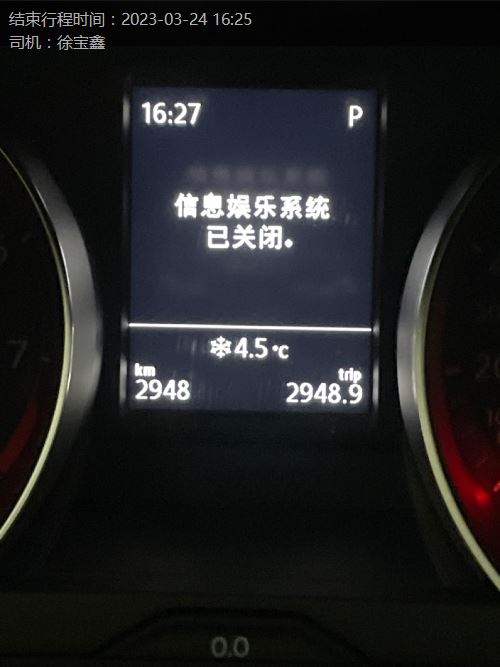 结束行程时间：2023-03-24 16:25
司机：徐宝鑫
16:27 P
信息娱乐系统
已关闭。
4.5°C
km trip
2948 2948.9
7
0.0